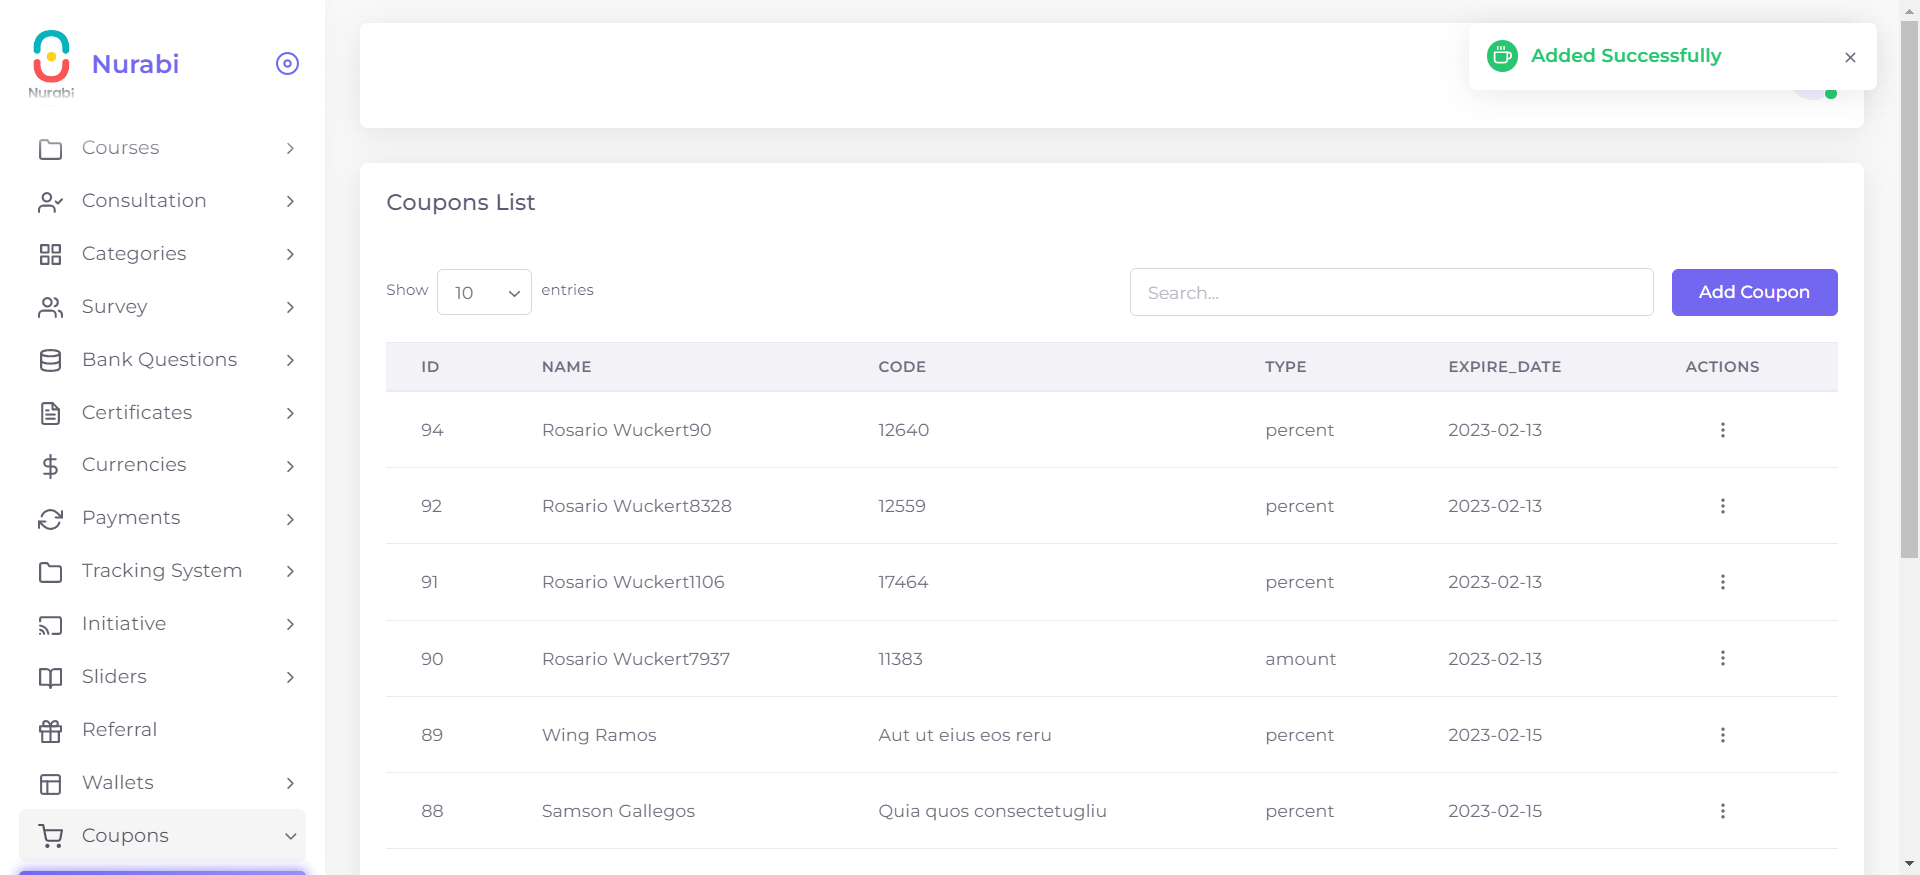 Nurabi
Nurabi
Courses
Consultation
Categories
Survey
Bank Questions
Certificates
Currencies
Payments
Tracking System
Initiative
Sliders
Referral
Wallets
Coupons
Added Successfully
Coupons List
Show 10 entries
Search...
Add Coupon
ID NAME CODE TYPE EXPIRE_DATE ACTIONS
94 Rosario Wuckert90 12640 percent 2023-02-13
92 Rosario Wuckert8328 12559 percent 2023-02-13
91 Rosario Wuckert1106 17464 percent 2023-02-13
90 Rosario Wuckert7937 11383 amount 2023-02-13
89 Wing Ramos Aut ut eius eos reru percent 2023-02-15
88 Samson Gallegos Quia quos consectetugliu percent 2023-02-15